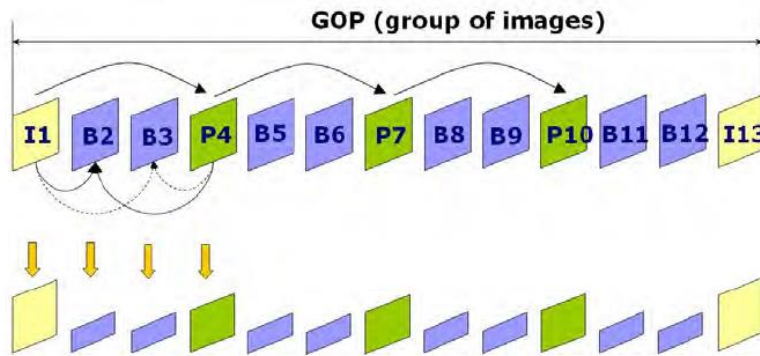 GOP (group of images)
I1 B2 B3 P4 B5 B6 P7 B8 B9 P10 B11 B12 I13